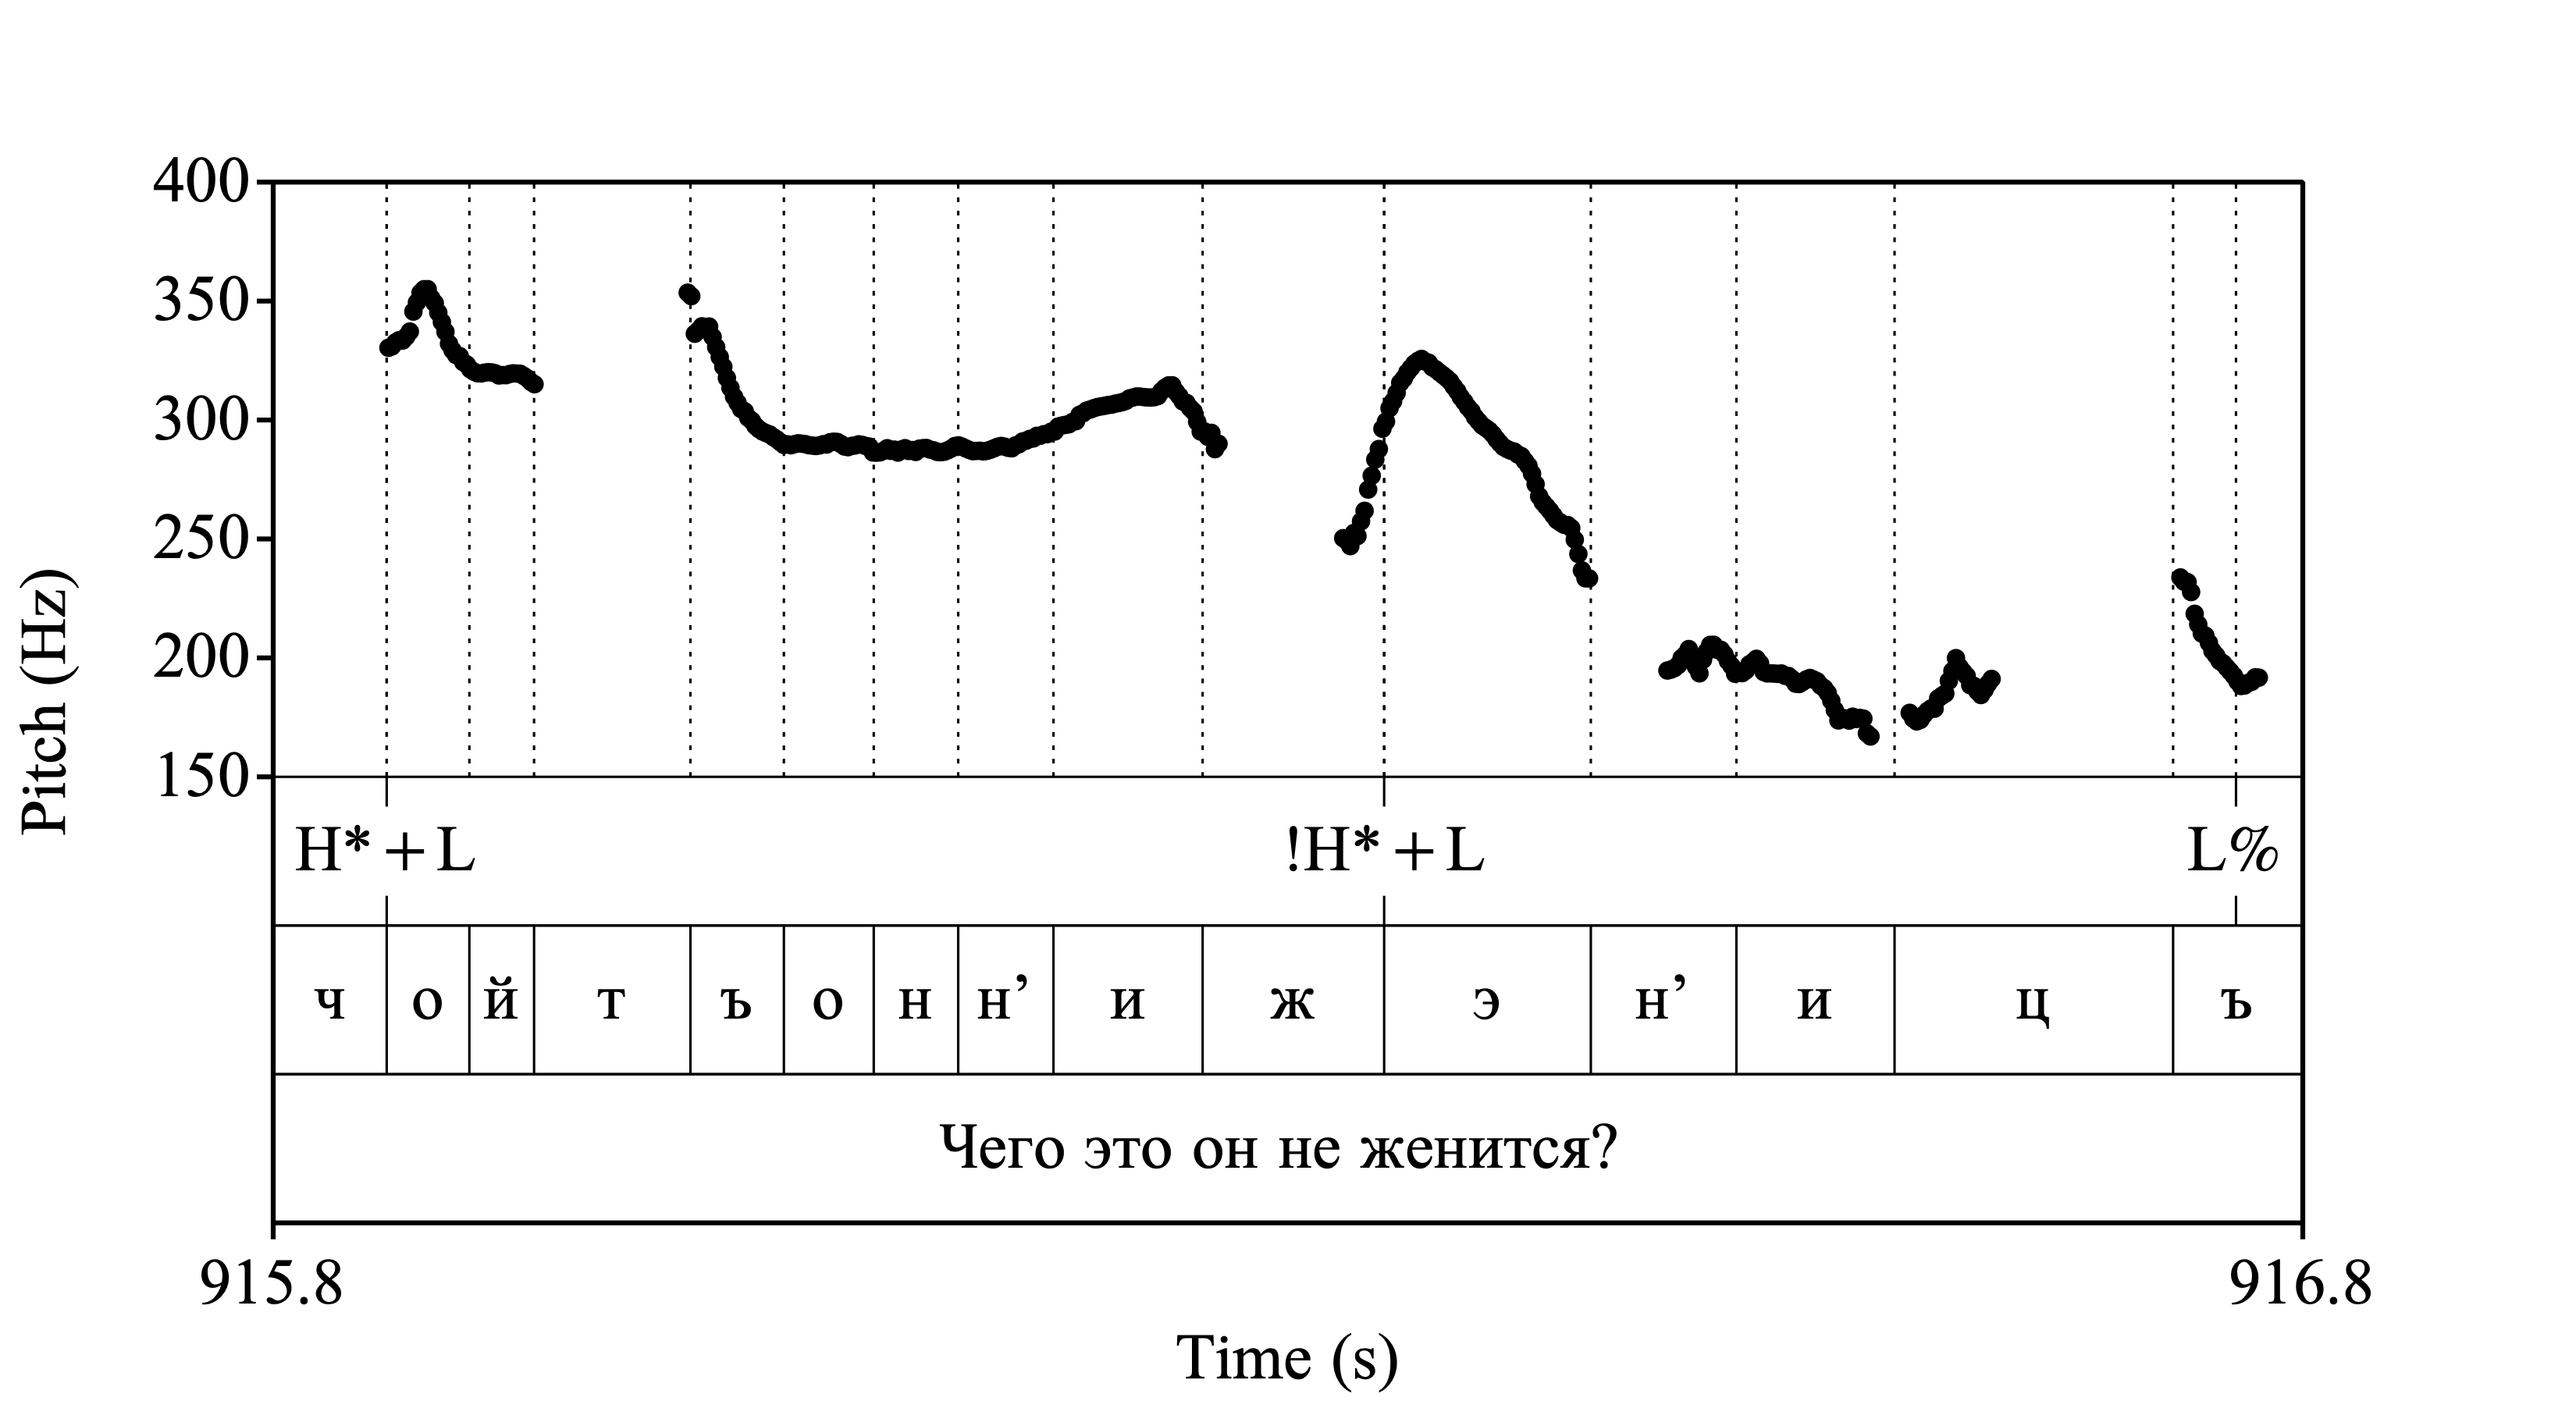 400
350
300
250
200
150
Pitch (Hz)
H*+L !H*+L L%
ч о й т ъ о н н’ и ж э н’ и ц ъ
Чего это он не женится?
915.8 916.8
Time (s)